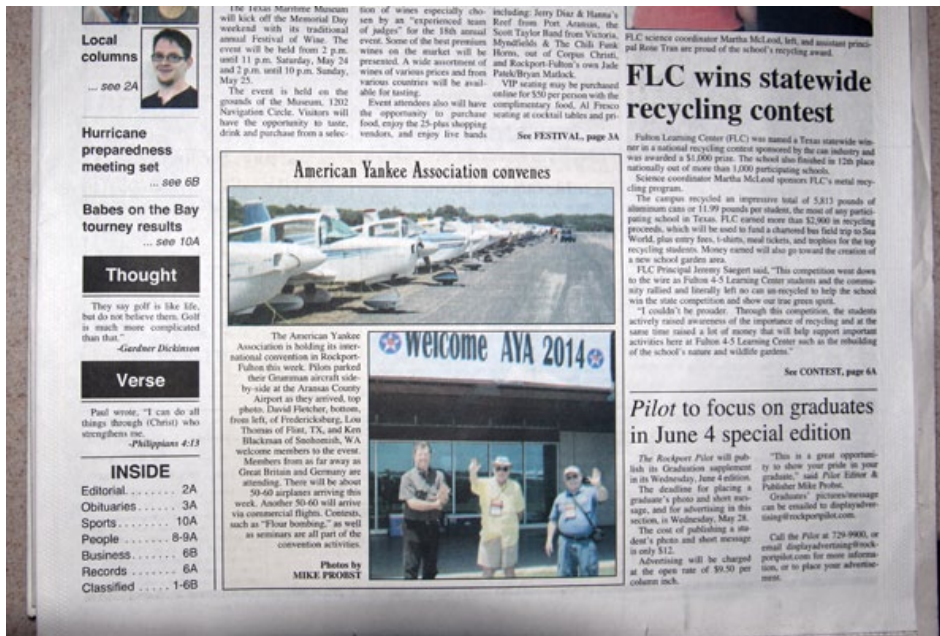 Local
columns
... see 2A
Hurricane
preparedness
meeting set
... see 6B
Babes on the Bay
tourney results
... see 10A
Thought
They say golf is like life,
but do not believe them. Golf
is much more complicated
than that."
-Gardner Dickinson
Verse
Paul wrote, "I can do all
things through (Christ) who
strengthens me.
-Philippians 4:13
INSIDE
Editorial........ 2A
Obituaries...... 3A
Sports.......... 10A
People......... 8-9A
Business........ 6B
Records........ 6A
Classified..... 1-6B
The Texas Maritime Museum
will kick off the Memorial Day
weekend with its traditional
annual Festival of Wine. The
event will be held from 2 p.m.
until 11 p.m. Saturday, May 24
and 2 p.m. until 10 p.m. Sunday,
May 25.
The event is held on the
grounds of the Museum, 1202
Navigation Circle. Visitors will
have the opportunity to taste,
drink and purchase from a selec-
tion of wines especially cho-
sen by an "experienced team
of judges" for the 18th annual
event. Some of the best premium
wines on the market will be
presented. A wide assortment of
wines of various prices and from
various countries will be avail-
able for tasting.
Event attendees also will have
the opportunity to purchase
food, enjoy the 25-plus shopping
vendors, and enjoy live bands
including: Jerry Diaz & Hanna's
Reef from Port Aransas, the
Scott Taylor Band from Victoria,
Myndfields & The Chili Funk
Horns, out of Corpus Christi,
and Rockport-Fulton's own Jade
Patek/Bryan Matlock.
VIP seating may be purchased
online for $50 per person with the
complimentary food, Al Fresco
seating at cocktail tables and pri-
See FESTIVAL, page 3A
American Yankee Association convenes
The American Yankee
Association is holding its inter-
national convention in Rockport-
Fulton this week. Pilots parked
their Grumman aircraft side-
by-side at the Aransas County
Airport as they arrived, top
photo. David Fletcher, bottom,
from left, of Fredericksburg, Lou
Thomas of Flint, TX, and Ken
Blackman of Snohomish, WA
welcome members to the event.
Members from as far away as
Great Britain and Germany are
attending. There will be about
50-60 airplanes arriving this
week. Another 50-60 will arrive
via commercial flights. Contests,
such as "Flour bombing," as well
as seminars are all part of the
convention activities.
Photos by
MIKE PROBST
Welcome AYA 2014
FLC science coordinator Martha McLeod, left, and assistant princi-
pal Rose Tran are proud of the school's recycling award.
FLC wins statewide
recycling contest
Fulton Learning Center (FLC) was named a Texas statewide win-
ner in a national recycling contest sponsored by the can industry and
was awarded a $1,000 prize. The school also finished in 12th place
nationally out of more than 1,000 participating schools.
Science coordinator Martha McLeod sponsors FLC's metal recy-
cling program.
The campus recycled an impressive total of 5,813 pounds of
aluminum cans or 11.99 pounds per student, the most of any partici-
pating school in Texas. FLC earned more than $2,900 in recycling
proceeds, which will be used to fund a chartered bus field trip to Sea
World, plus entry fees, t-shirts, meal tickets, and trophies for the top
recycling students. Money earned will also go toward the creation of
a new school garden area.
FLC Principal Jeremy Saegert said, "This competition went down
to the wire as Fulton 4-5 Learning Center students and the commu-
nity rallied and literally left no can un-recycled to help the school
win the state competition and show our true green spirit.
"I couldn't be prouder. Through this competition, the students
actively raised awareness of the importance of recycling and at the
same time raised a lot of money that will help support important
activities here at Fulton 4-5 Learning Center such as the rebuilding
of the school's nature and wildlife gardens."
See CONTEST, page 6A
Pilot to focus on graduates
in June 4 special edition
The Rockport Pilot will pub-
lish its Graduation supplement
in its Wednesday, June 4 edition.
The deadline for placing a
graduate's photo and short mes-
sage, and for advertising in this
section, is Wednesday, May 28.
The cost of publishing a stu-
dent's photo and short message
is only $12.
Advertising will be charged
at the open rate of $9.50 per
column inch.
"This is a great opportuni-
ty to show your pride in your
graduate," said Pilot Editor &
Publisher Mike Probst.
Graduates' pictures/message
can be emailed to displayadver-
tising@rockportpilot.com.
Call the Pilot at 729-9900, or
email displayadvertising@rock-
portpilot.com for more informa-
tion, or to place your advertise-
ment.